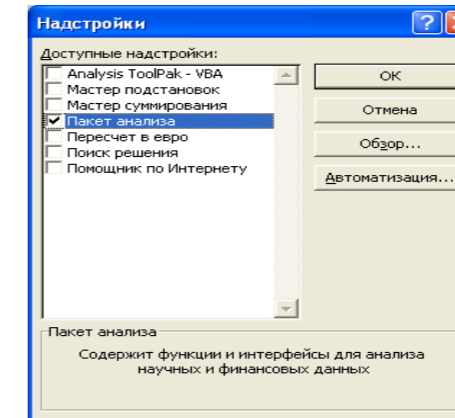 Надстройки
Доступные надстройки:
Analysis ToolPak - VBA
Мастер подстановок
Мастер суммирования
Пакет анализа
Пересчет в евро
Поиск решения
Помощник по Интернету
ОК
Отмена
Обзор...
Автоматизация...
Пакет анализа
Содержит функции и интерфейсы для анализа
научных и финансовых данных